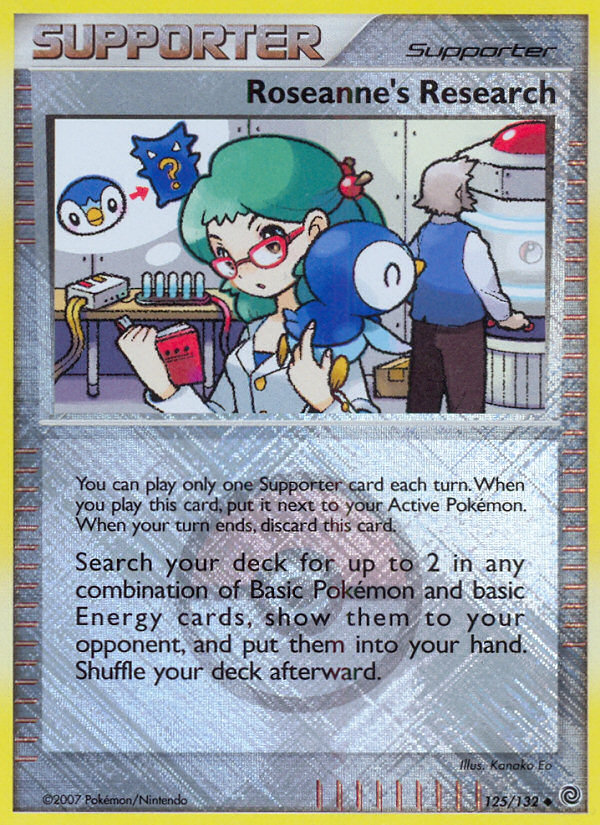 SUPPORTER
Supporter
Roseanne's Research
?
You can play only one Supporter card each turn. When
you play this card, put it next to your Active Pokémon.
When your turn ends, discard this card.
Search your deck for up to 2 in any
combination of Basic Pokémon and basic
Energy cards, show them to your
opponent, and put them into your hand.
Shuffle your deck afterward.
Illus. Kanako Eo
©2007 Pokémon/Nintendo
125/132